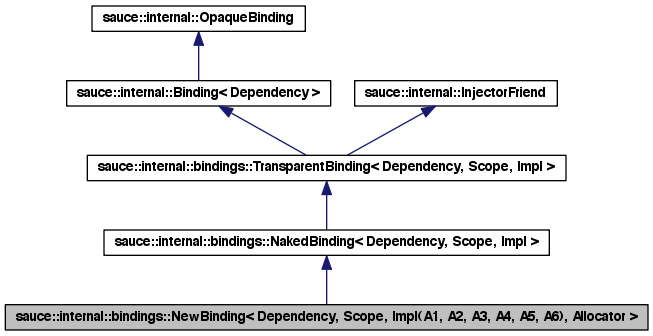 sauce::internal::OpaqueBinding
sauce::internal::Binding< Dependency >
sauce::internal::InjectorFriend
sauce::internal::bindings::TransparentBinding< Dependency, Scope, Impl >
sauce::internal::bindings::NakedBinding< Dependency, Scope, Impl >
sauce::internal::bindings::NewBinding< Dependency, Scope, Impl( A1, A2, A3, A4, A5, A6), Allocator >